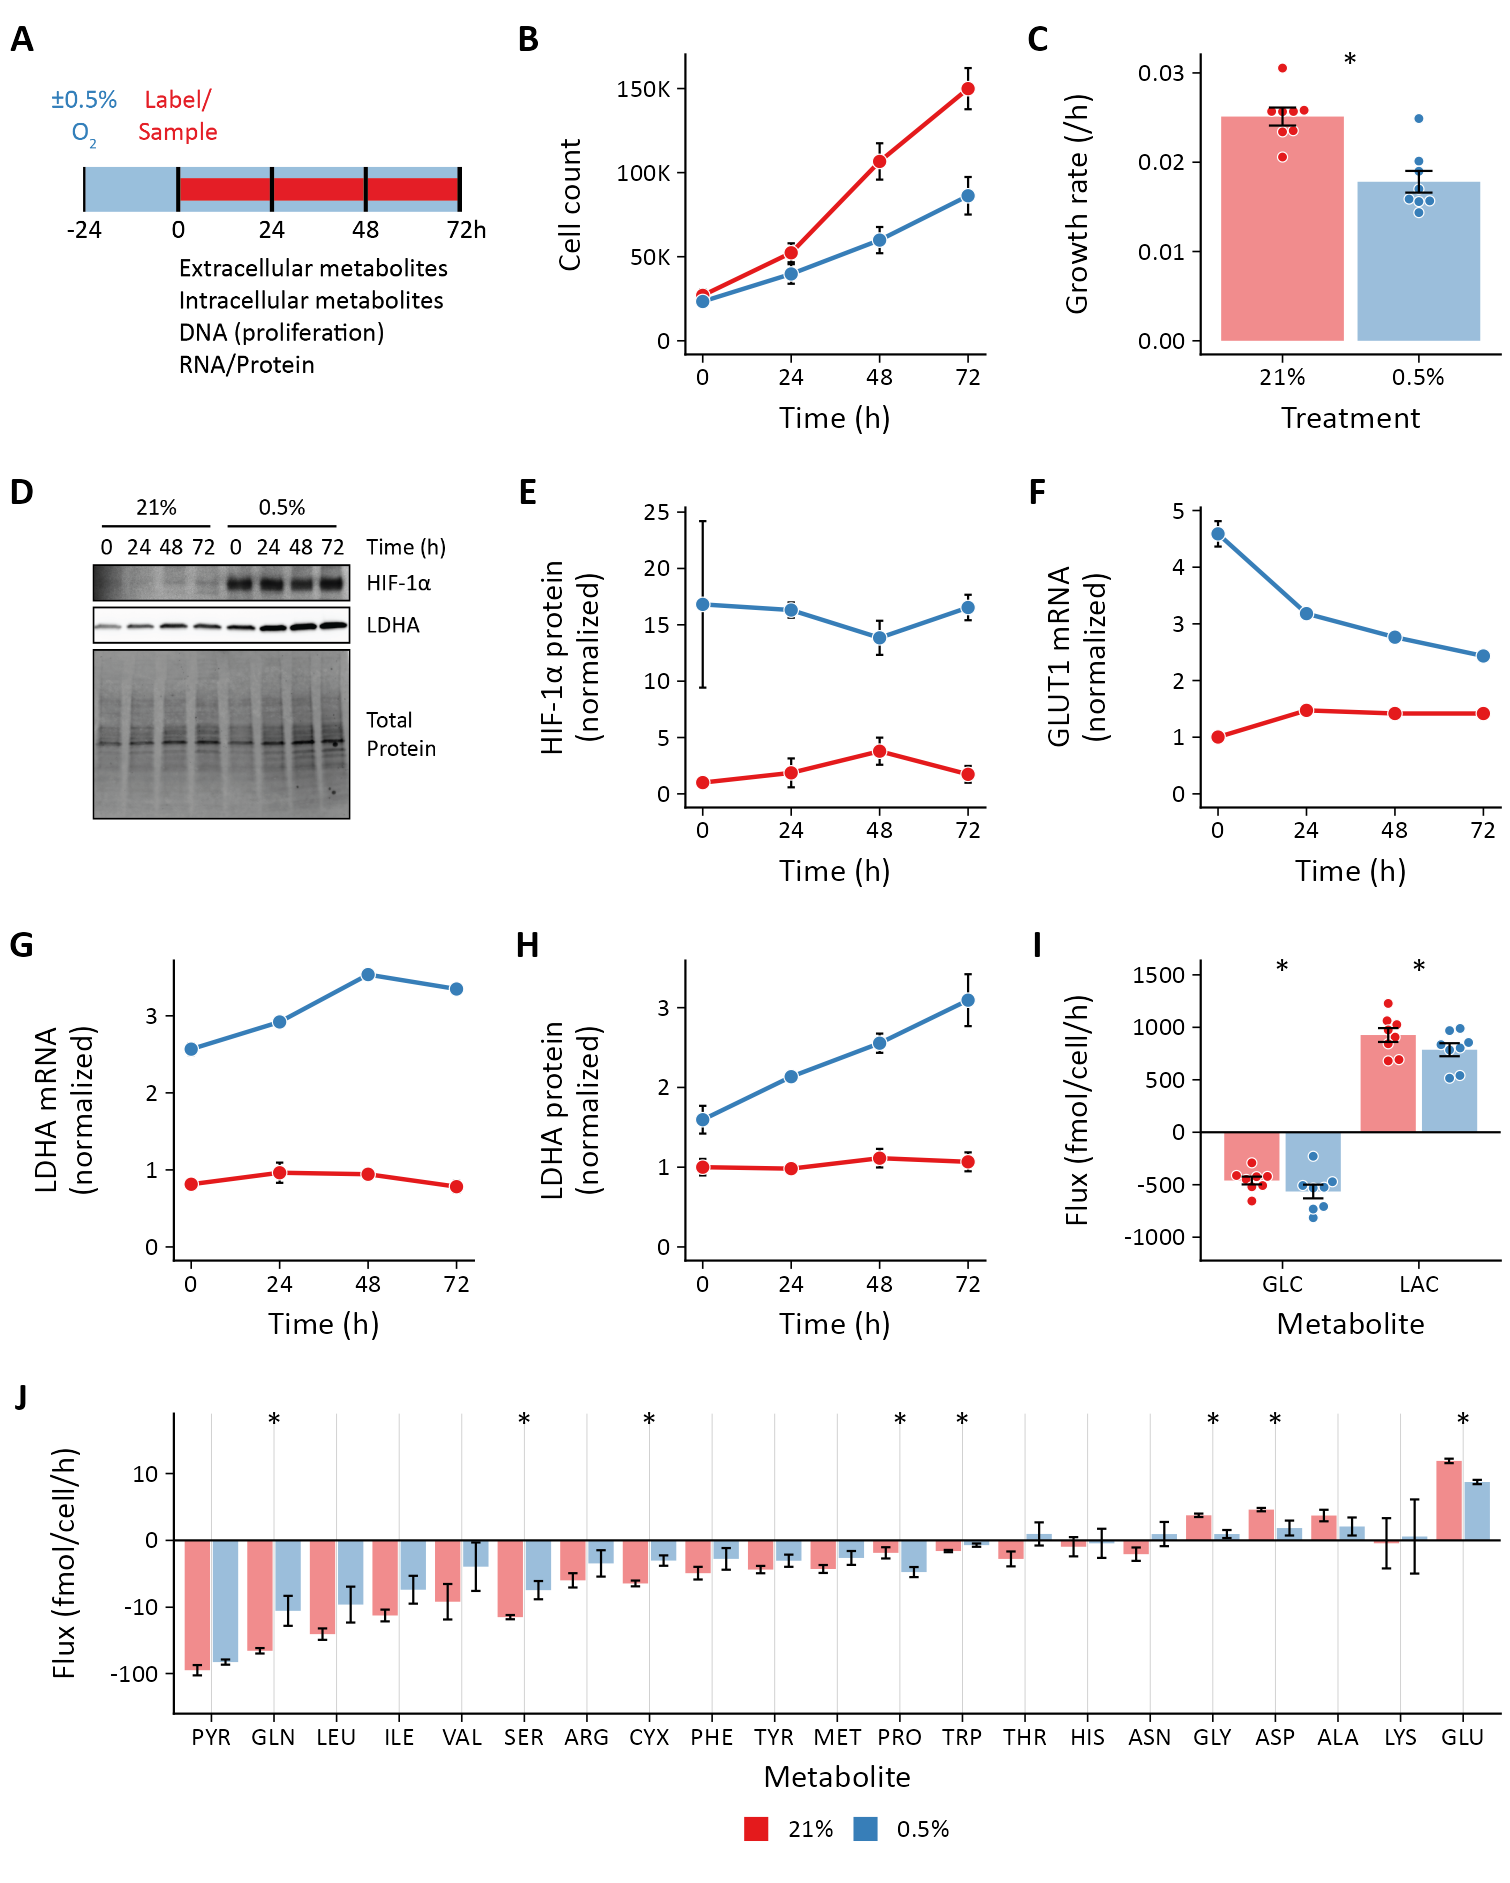 A
±0.5%
O2
Label/
Sample
-24 0 24 48 72h
Extracellular metabolites
Intracellular metabolites
DNA (proliferation)
RNA/Protein
B
Cell count
150K
100K
50K
0
0 24 48 72
Time (h)
C
*
Growth rate (/h)
0.03
0.02
0.01
0.00
21% 0.5%
Treatment
D
21% 0.5%
0 24 48 72 0 24 48 72 Time (h)
HIF-1α
LDHA
Total
Protein
E
HIF-1α protein
(normalized)
25
20
15
10
5
0
0 24 48 72
Time (h)
F
GLUT1 mRNA
(normalized)
5
4
3
2
1
0
0 24 48 72
Time (h)
G
LDHA mRNA
(normalized)
3
2
1
0
0 24 48 72
Time (h)
H
LDHA protein
(normalized)
3
2
1
0
0 24 48 72
Time (h)
I
* *
Flux (fmol/cell/h)
1500
1000
500
0
-500
-1000
GLC LAC
Metabolite
J
* * * * * * * *
Flux (fmol/cell/h)
10
0
-10
-100
PYR GLN LEU ILE VAL SER ARG CYX PHE TYR MET PRO TRP THR HIS ASN GLY ASP ALA LYS GLU
Metabolite
21% 0.5%